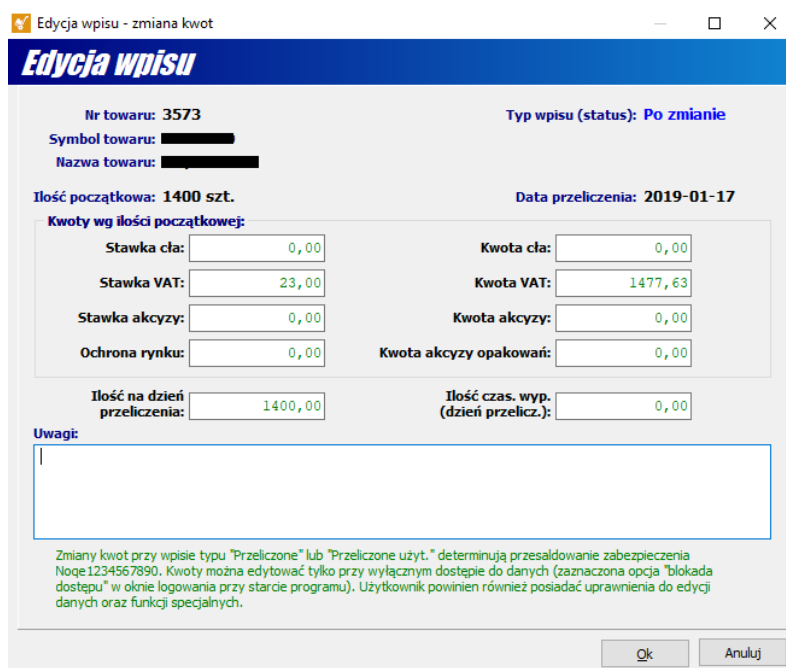 Edycja wpisu - zmiana kwot
Edycja wpisu
Nr towaru: 3573 Typ wpisu (status): Po zmianie
Symbol towaru:
Nazwa towaru:
Ilość początkowa: 1400 szt. Data przeliczenia: 2019-01-17
Kwoty wg ilości początkowej:
Stawka cła: 0,00 Kwota cła: 0,00
Stawka VAT: 23,00 Kwota VAT: 1477,63
Stawka akcyzy: 0,00 Kwota akcyzy: 0,00
Ochrona rynku: 0,00 Kwota akcyzy opakowań: 0,00
Ilość na dzień
przeliczenia: 1400,00
Ilość czas. wyp.
(dzień przelicz.): 0,00
Uwagi:
Zmiany kwot przy wpisie typu "Przeliczone" lub "Przeliczone użyt." determinują przesaldowanie zabezpieczenia
Noqe1234567890. Kwoty można edytować tylko przy wyłącznym dostępie do danych (zaznaczona opcja "blokada
dostępu" w oknie logowania przy starcie programu). Użytkownik powinien również posiadać uprawnienia do edycji
danych oraz funkcji specjalnych.
Ok Anuluj